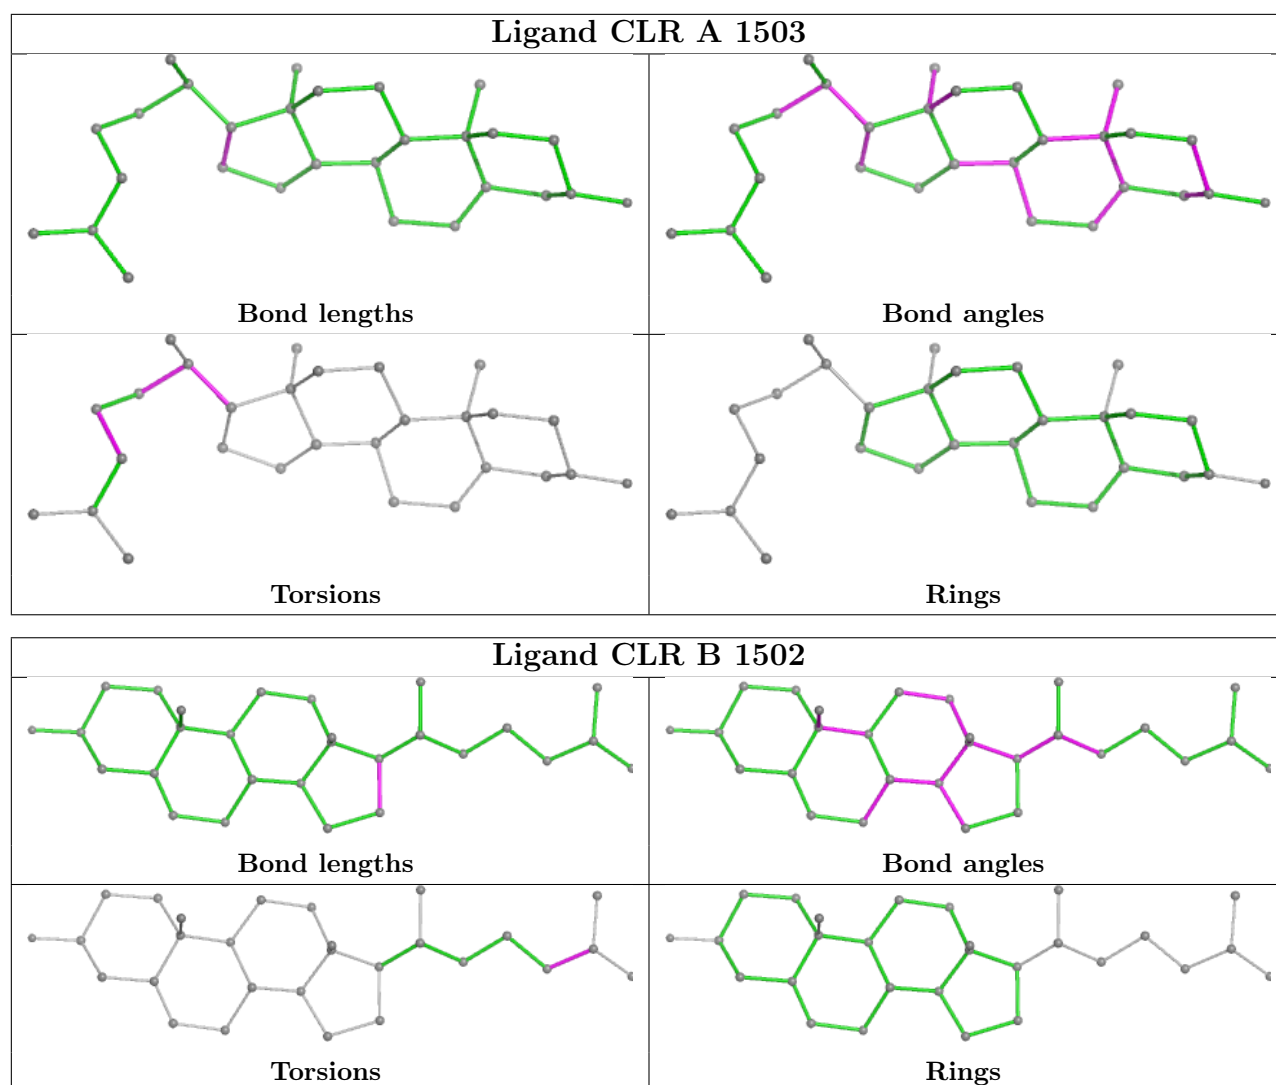 Ligand CLR A 1503
Bond lengths
Bond angles
Torsions
Rings
Ligand CLR B 1502
Bond lengths
Bond angles
Torsions
Rings